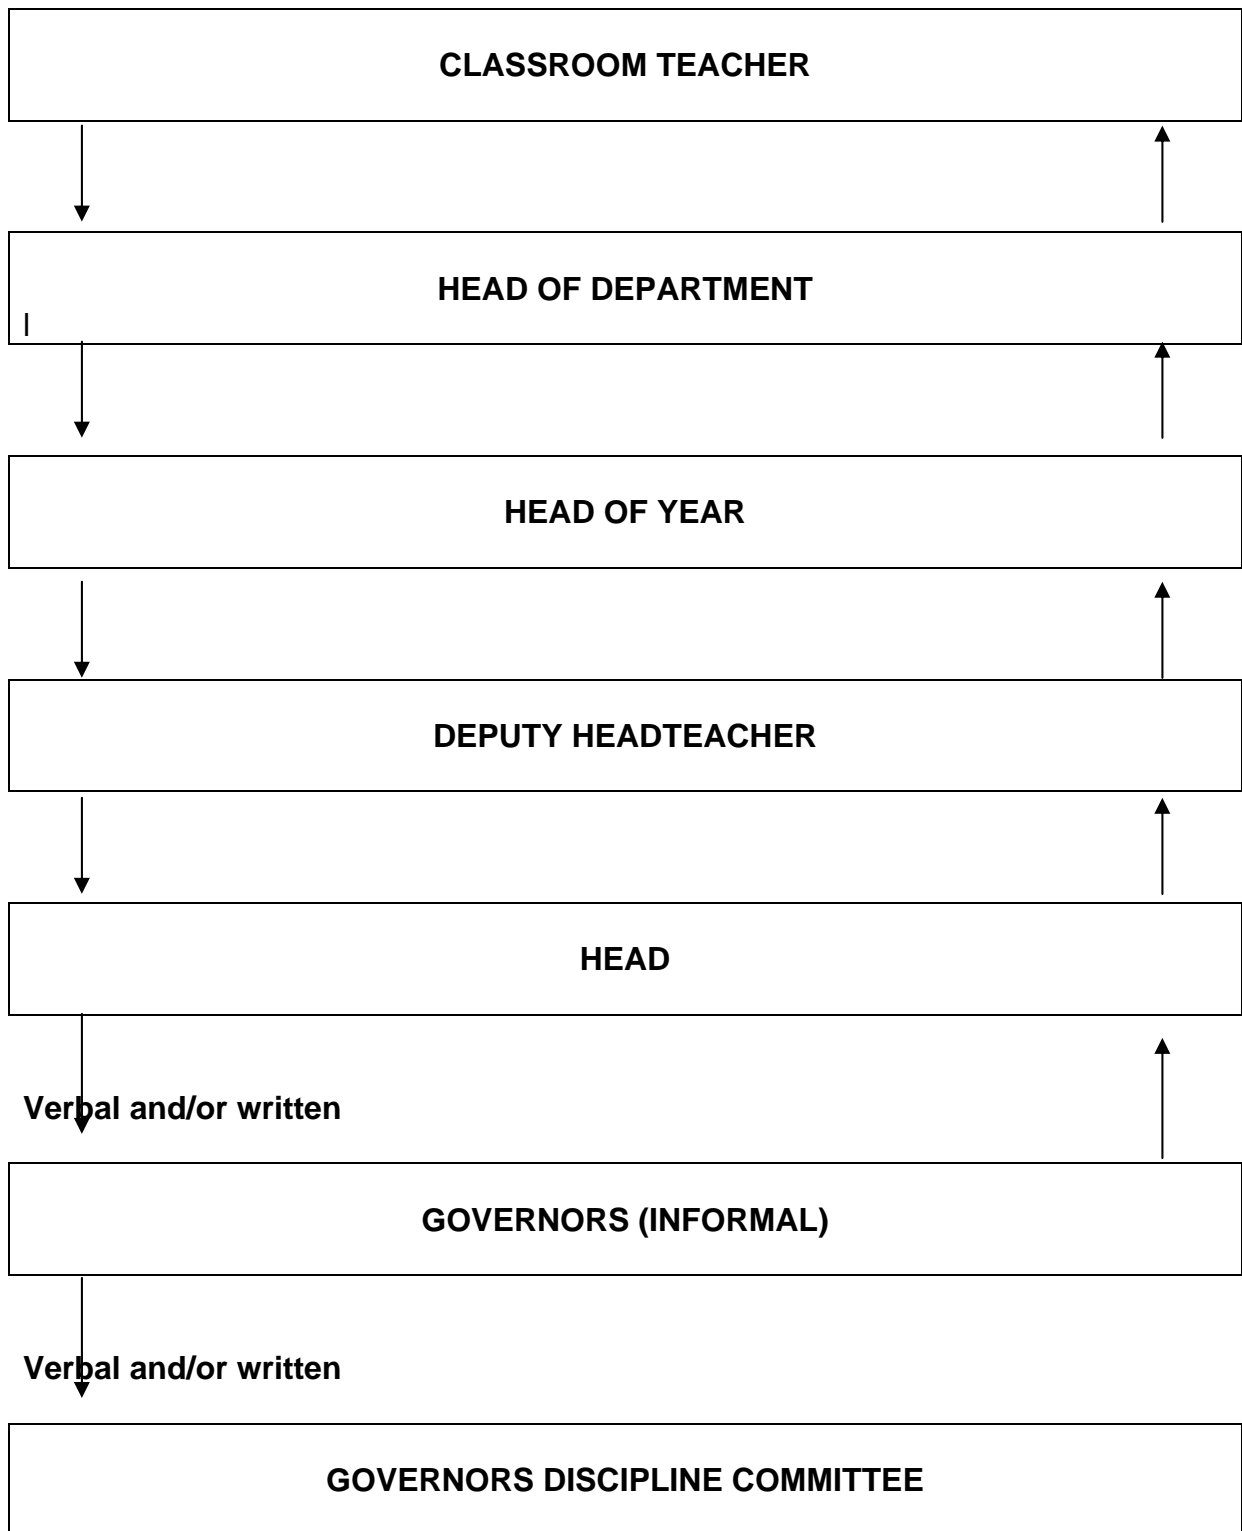 CLASSROOM TEACHER
HEAD OF DEPARTMENT
l
HEAD OF YEAR
DEPUTY HEADTEACHER
HEAD
Verbal and/or written
GOVERNORS (INFORMAL)
Verbal and/or written
GOVERNORS DISCIPLINE COMMITTEE